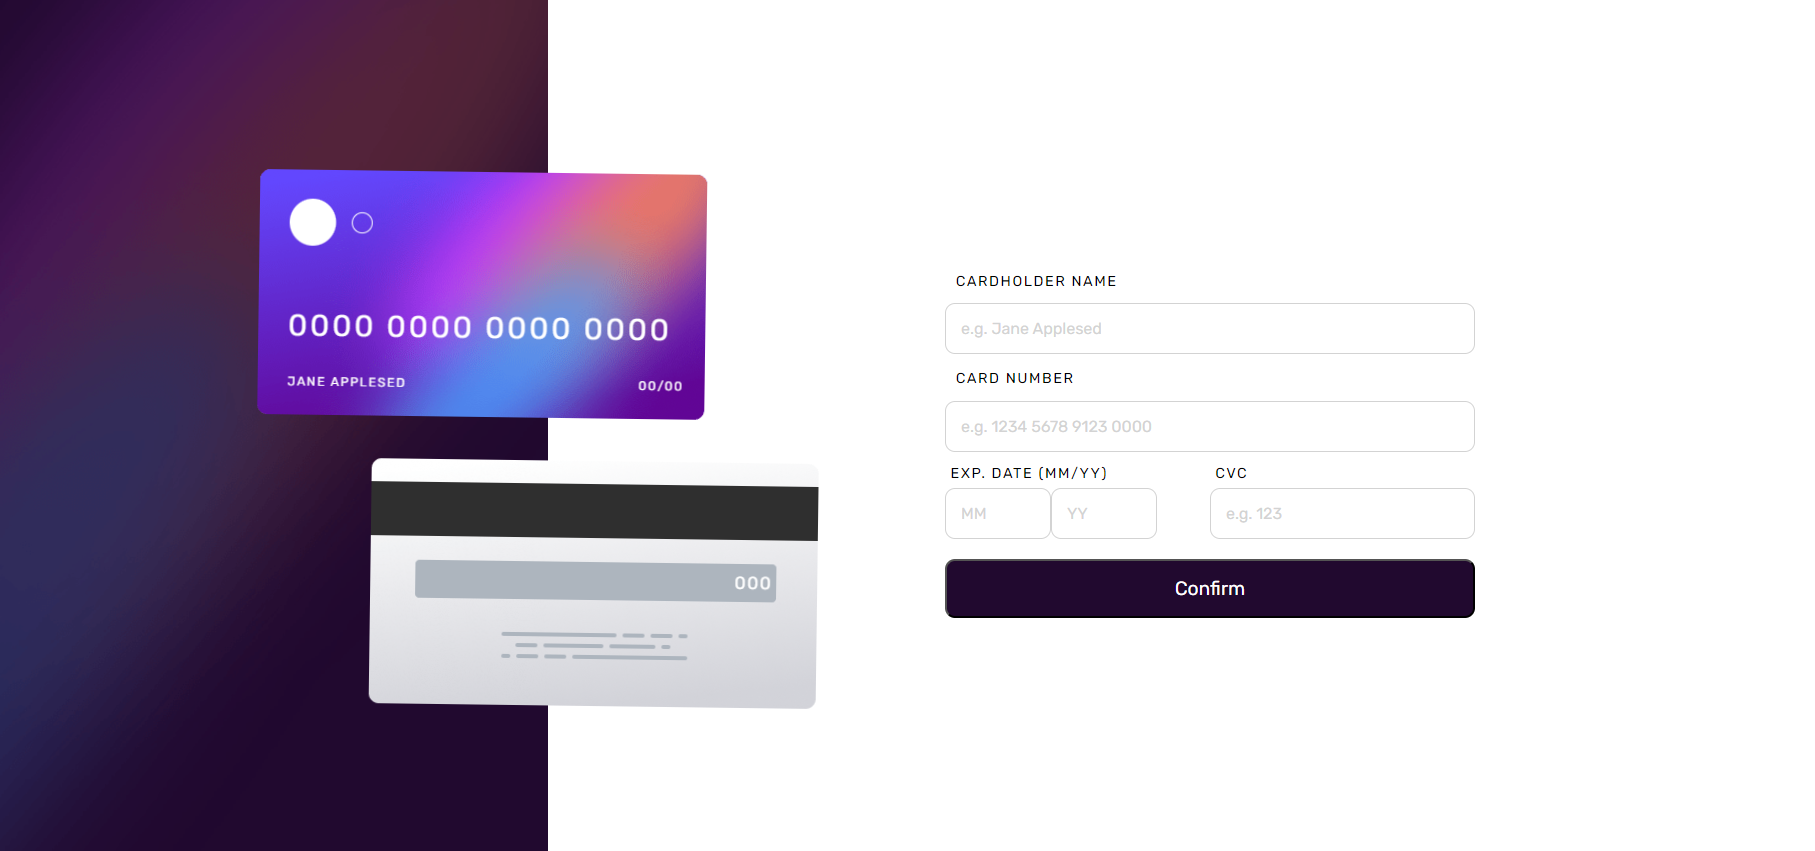 0000 0000 0000 0000
JANE APPLESED
00/00
000
CARDHOLDER NAME
e.g. Jane Applesed
CARD NUMBER
e.g. 1234 5678 9123 0000
EXP. DATE (MM/YY)
CVC
MM
YY
e.g. 123
Confirm